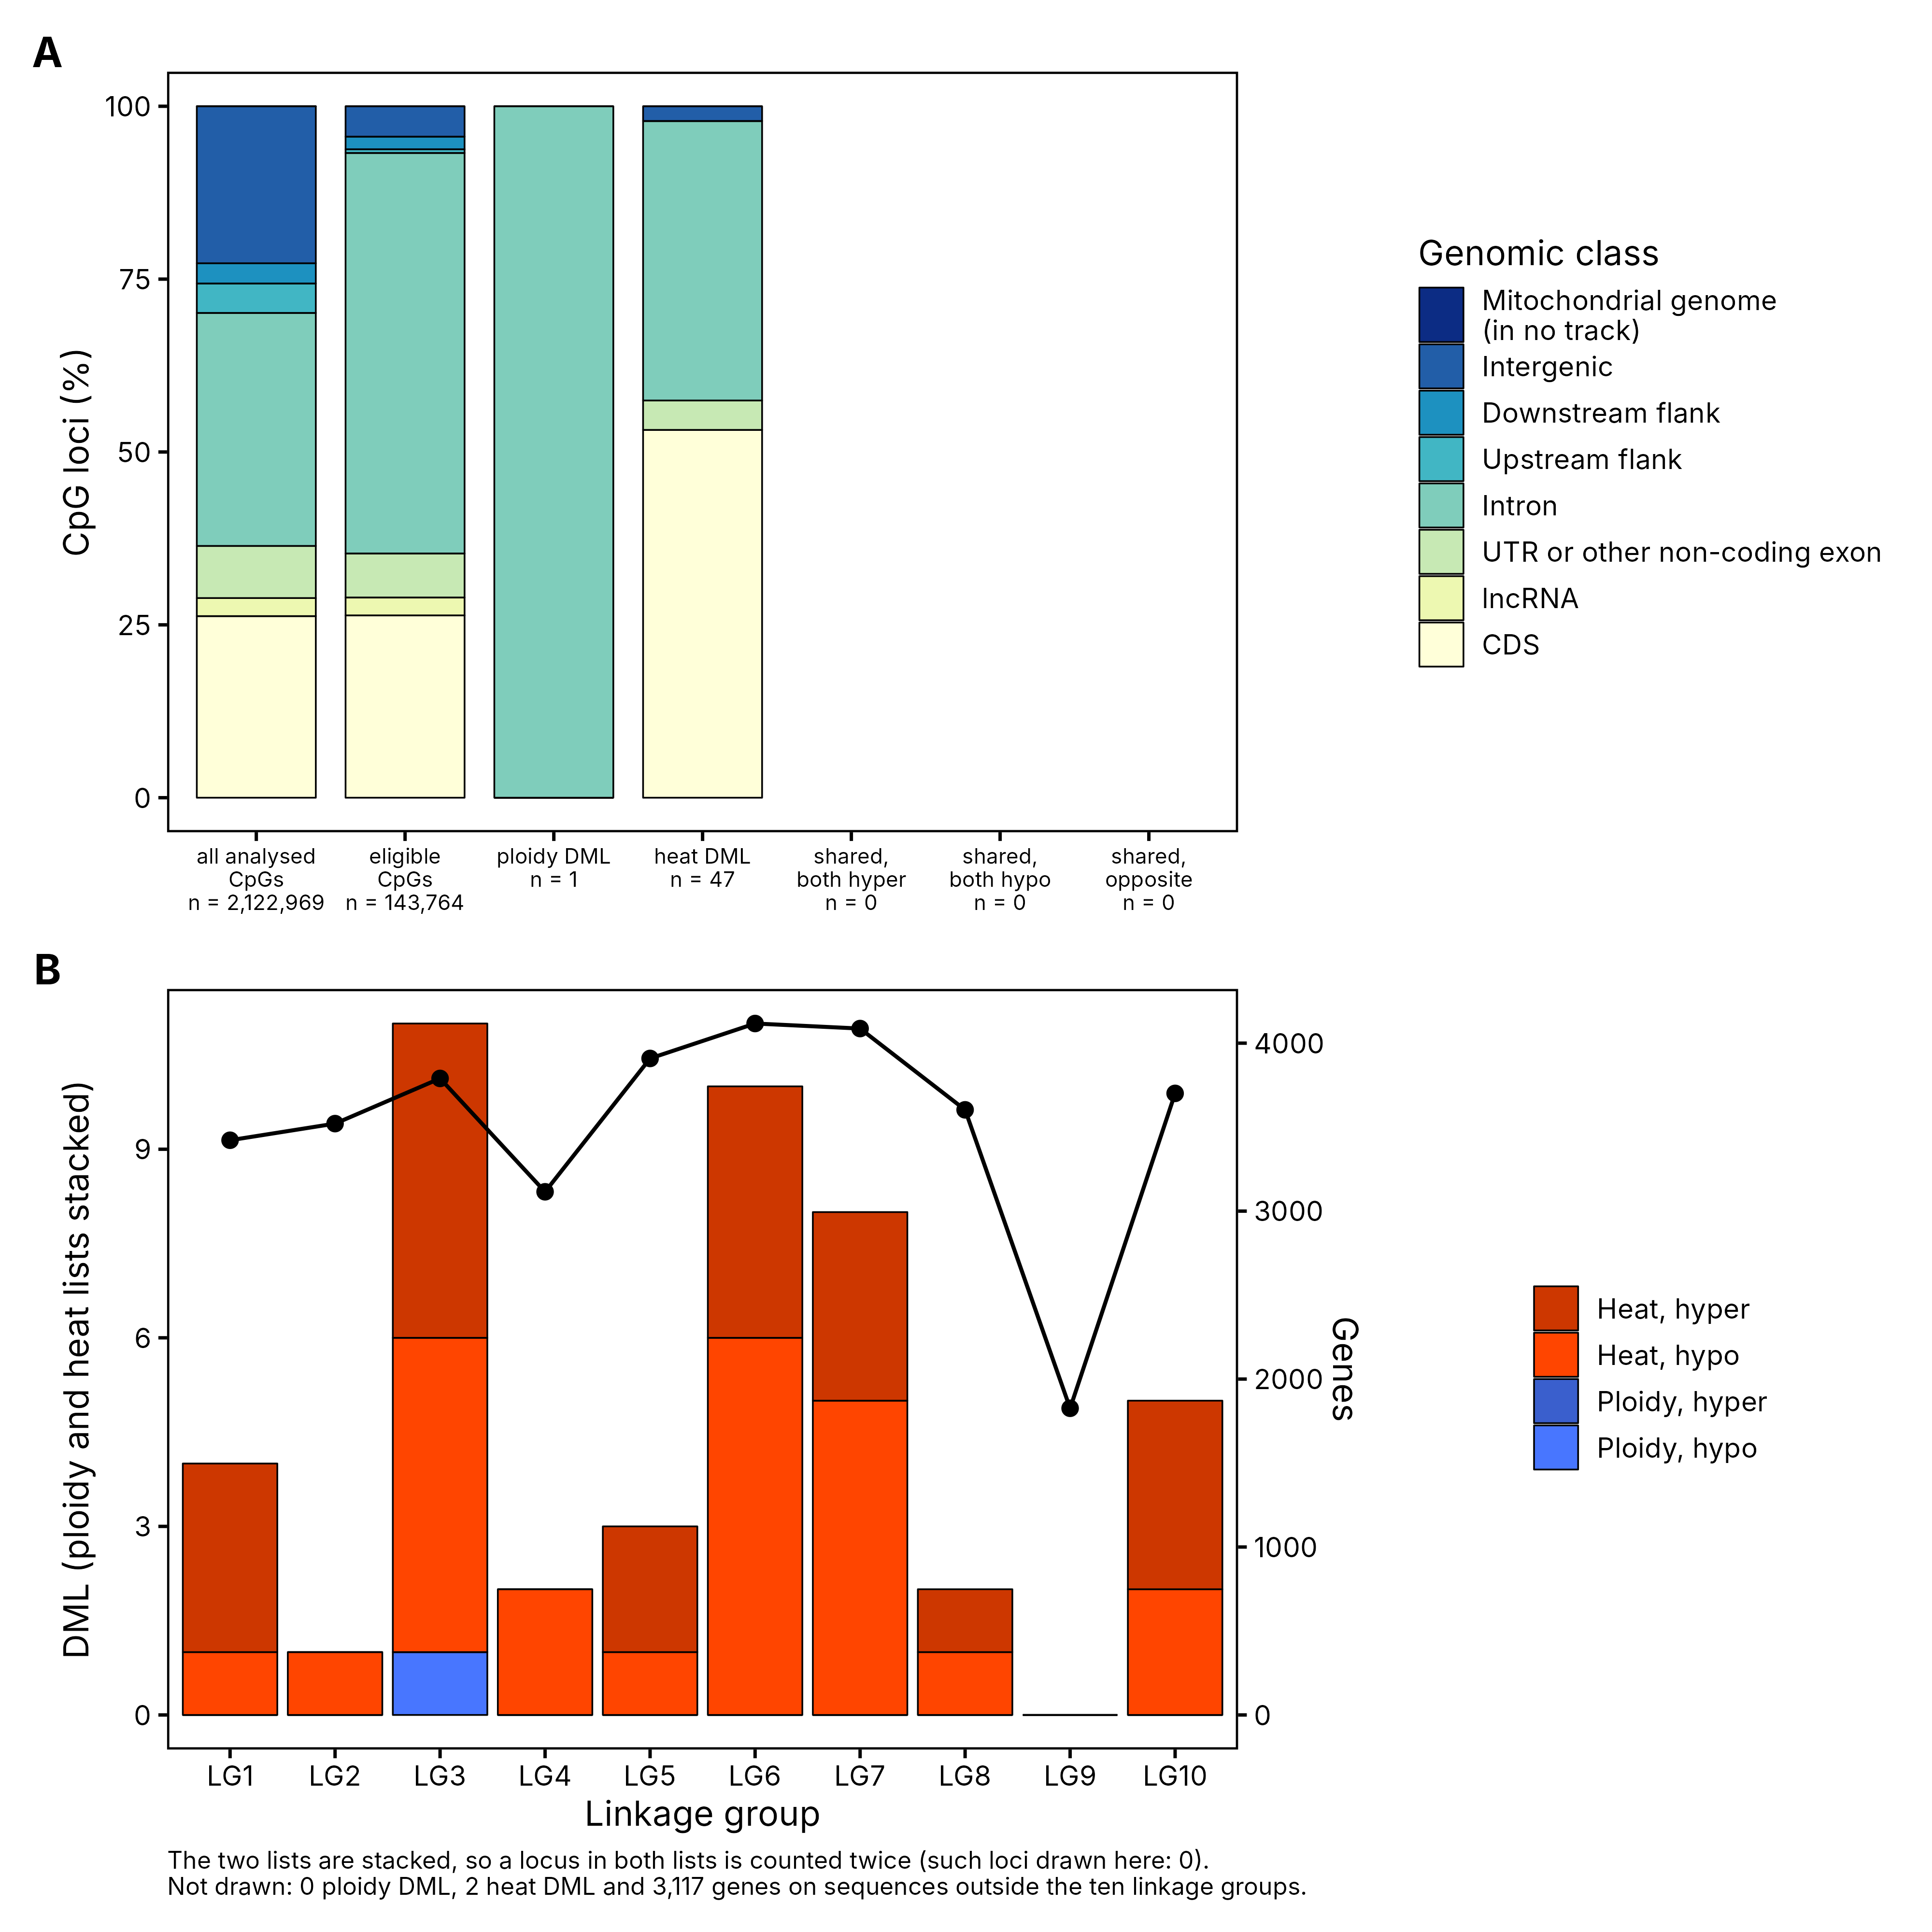 A
100
75
50
25
0
CpG loci (%)
all analysed
CpGs
n = 2,122,969
eligible
CpGs
n = 143,764
ploidy DML
n = 1
heat DML
n = 47
shared,
both hyper
n = 0
shared,
both hypo
n = 0
shared,
opposite
n = 0
Genomic class
Mitochondrial genome
(in no track)
Intergenic
Downstream flank
Upstream flank
Intron
UTR or other non-coding exon
lncRNA
CDS
B
DML (ploidy and heat lists stacked)
9
6
3
0
4000
3000
2000
1000
0
Genes
LG1
LG2
LG3
LG4
LG5
LG6
LG7
LG8
LG9
LG10
Linkage group
Heat, hyper
Heat, hypo
Ploidy, hyper
Ploidy, hypo
The two lists are stacked, so a locus in both lists is counted twice (such loci drawn here: 0).
Not drawn: 0 ploidy DML, 2 heat DML and 3,117 genes on sequences outside the ten linkage groups.